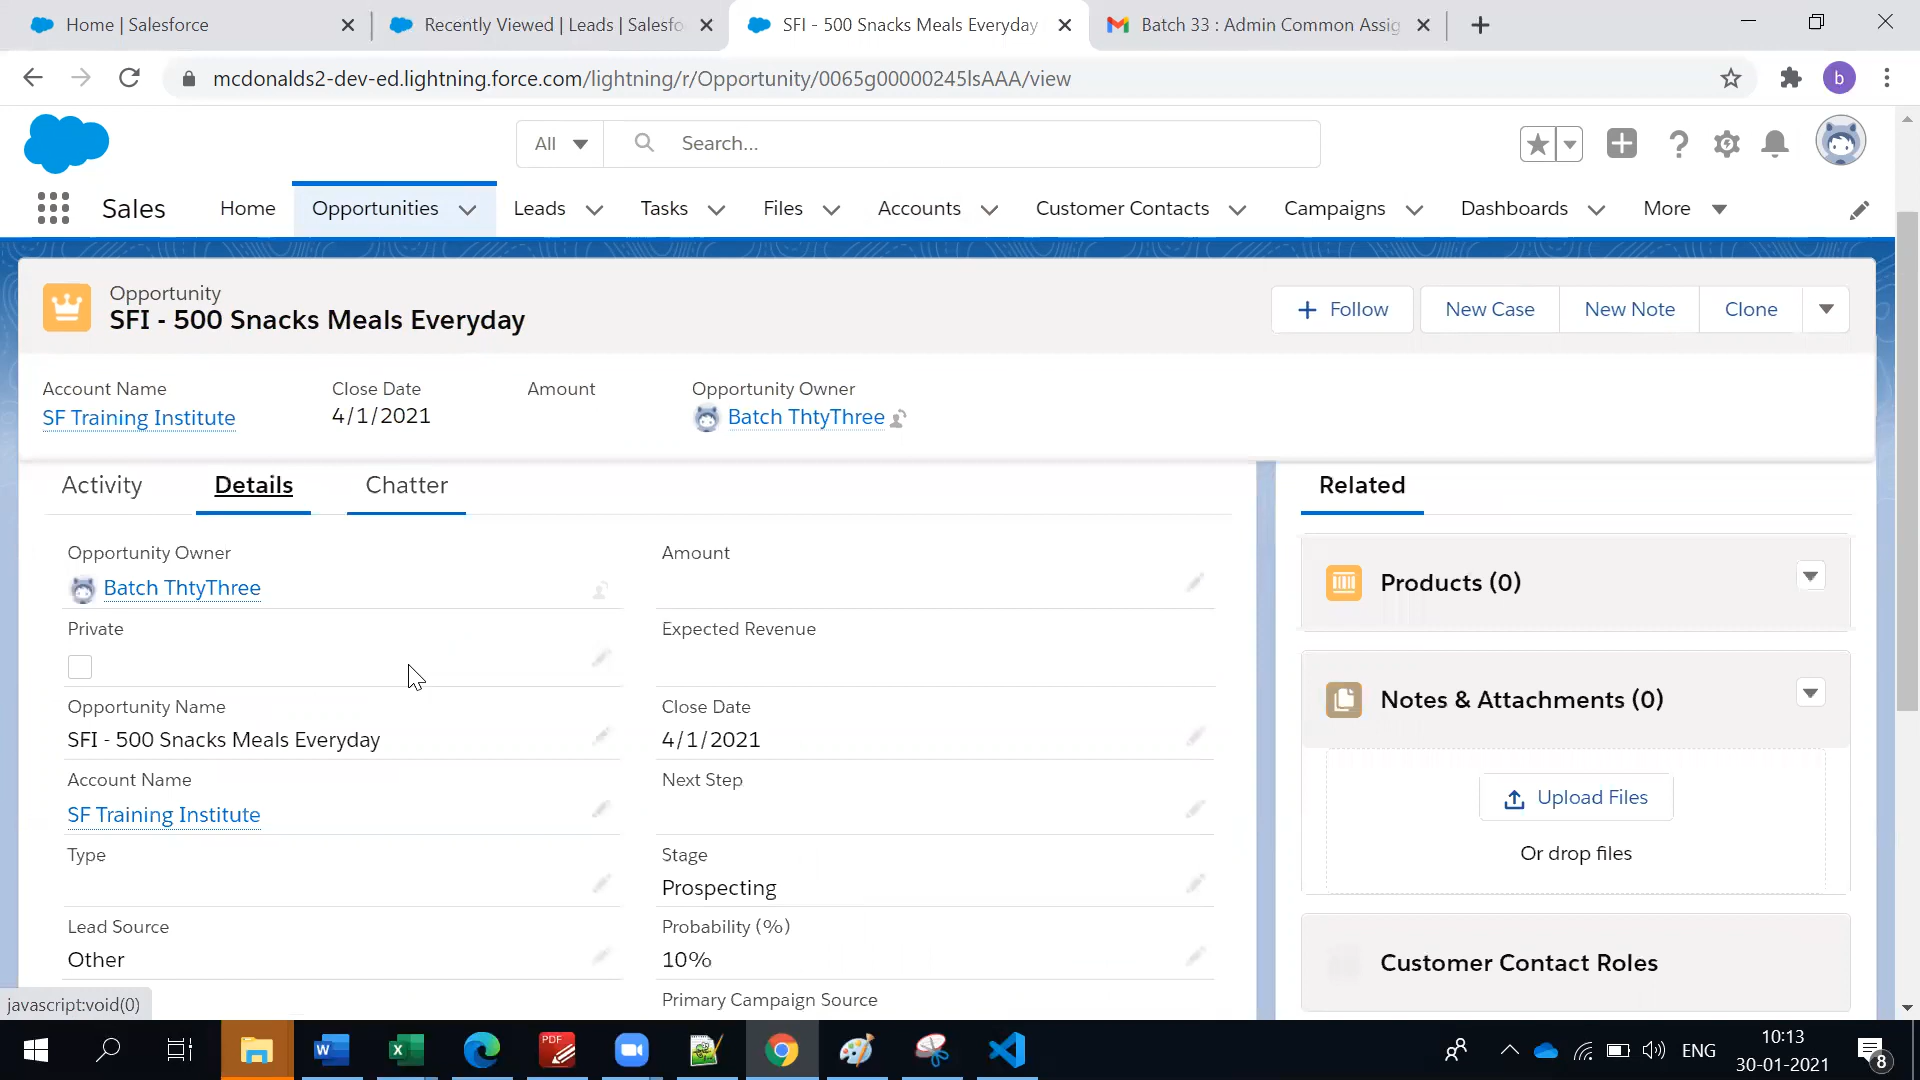 Home | Salesforce
Recently Viewed | Leads | Salesfo
SFI - 500 Snacks Meals Everyday
Batch 33 : Admin Common Assig
mcdonalds2-dev-ed.lightning.force.com/lightning/r/Opportunity/0065g00000245lsAAA/view
b
All
Search...
Sales
Home
Opportunities
Leads
Tasks
Files
Accounts
Customer Contacts
Campaigns
Dashboards
More
Opportunity
SFI - 500 Snacks Meals Everyday
Follow
New Case
New Note
Clone
Account Name
SF Training Institute
Close Date
4/1/2021
Amount
Opportunity Owner
Batch ThtyThree
Activity
Details
Chatter
Opportunity Owner
Batch ThtyThree
Private
Opportunity Name
SFI - 500 Snacks Meals Everyday
Account Name
SF Training Institute
Type
Lead Source
Other
Amount
Expected Revenue
Close Date
4/1/2021
Next Step
Stage
Prospecting
Probability (%)
10%
Primary Campaign Source
Related
Products (0)
Notes & Attachments (0)
Upload Files
Or drop files
Customer Contact Roles
javascript:void(0)
PDF
ENG
10:13
30-01-2021
8